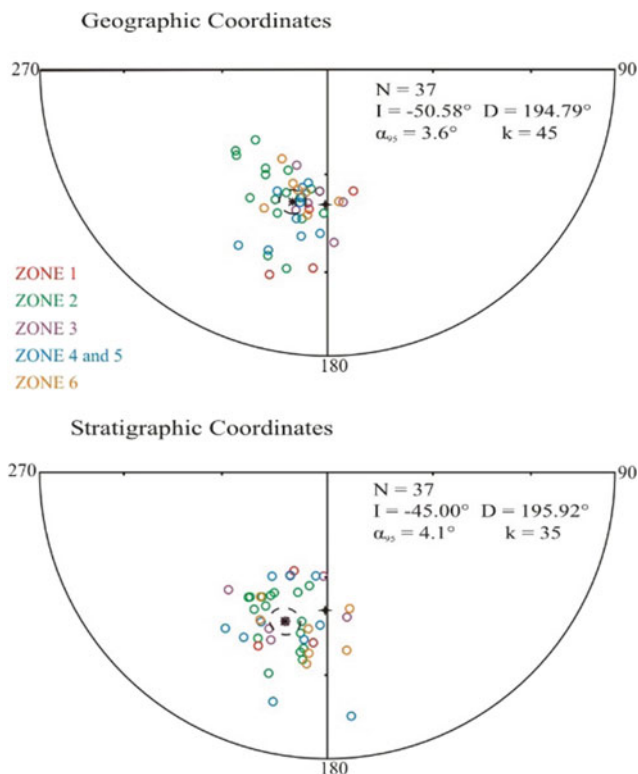 Geographic Coordinates
270
90
N = 37
I = -50.58° D = 194.79°
α₉₅ = 3.6° k = 45
ZONE 1
ZONE 2
ZONE 3
ZONE 4 and 5
ZONE 6
180
Stratigraphic Coordinates
270
90
N = 37
I = -45.00° D = 195.92°
α₉₅ = 4.1° k = 35
180